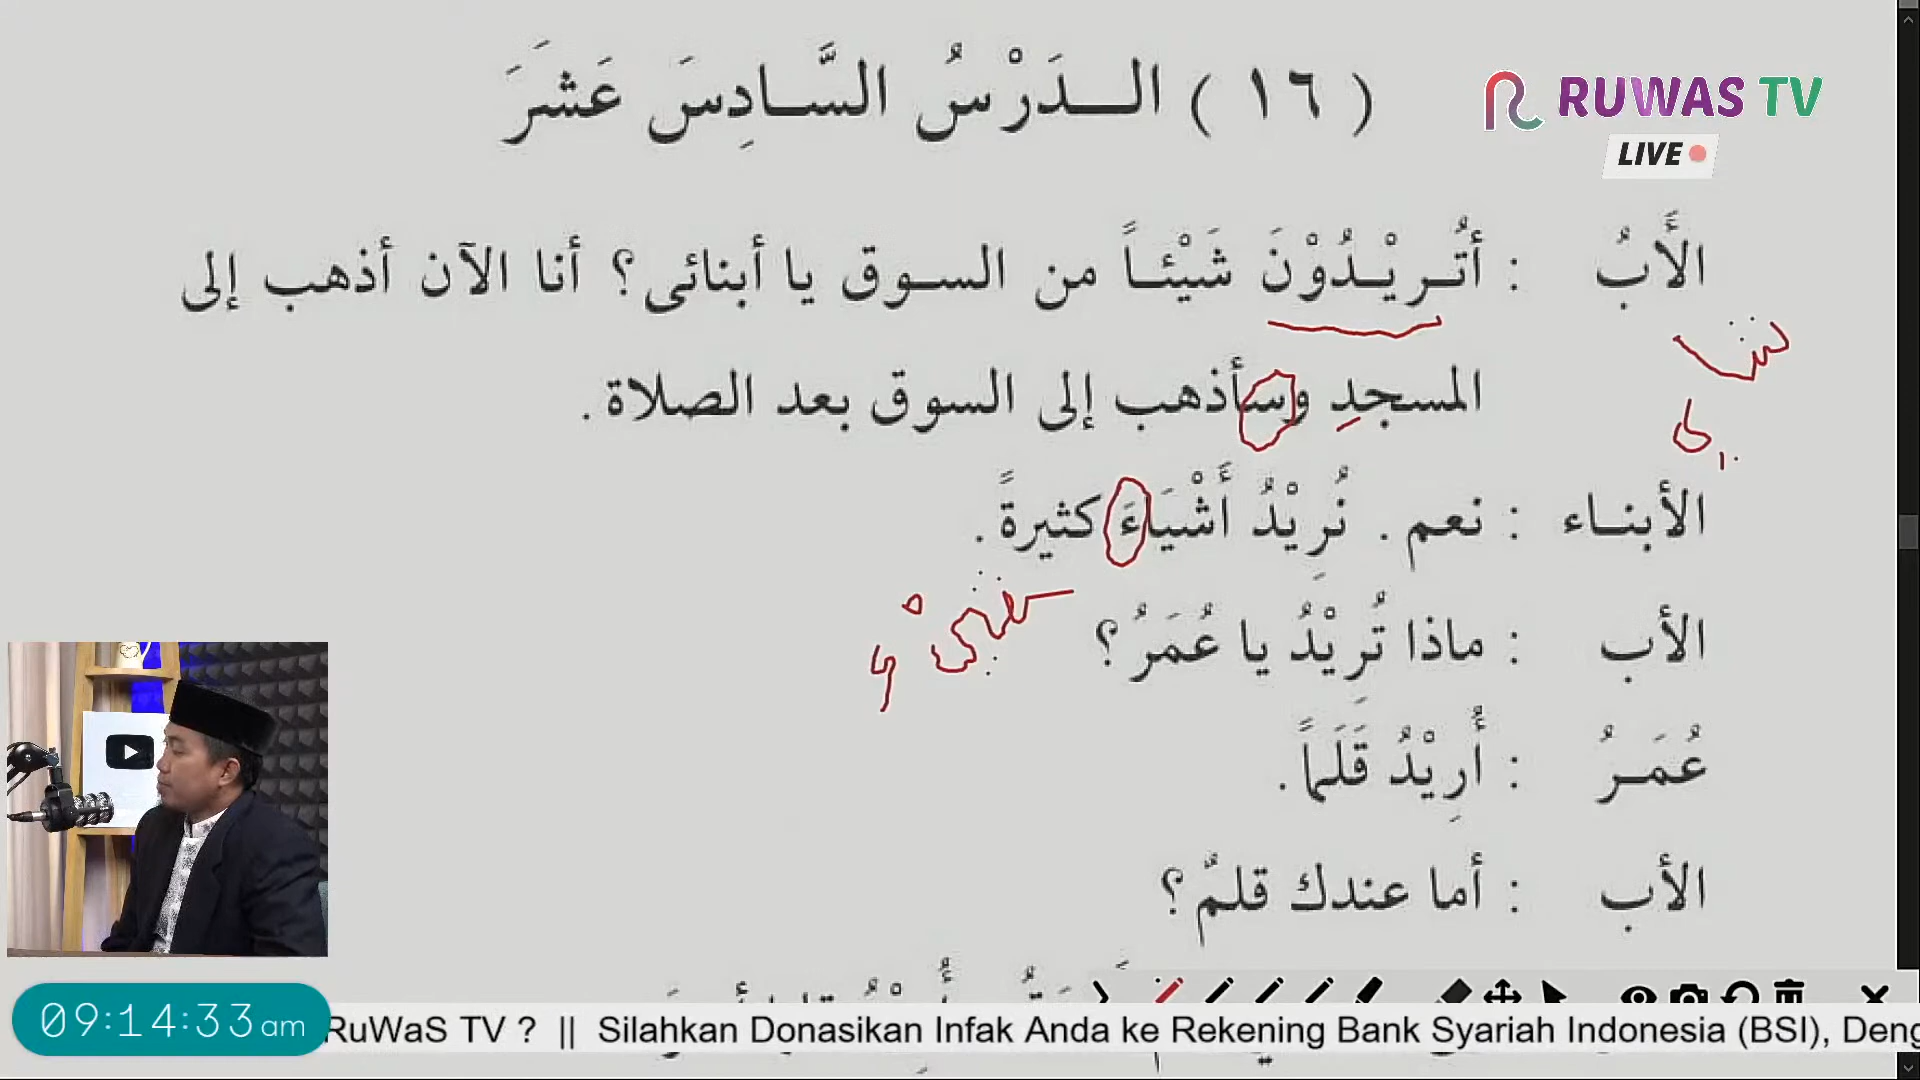 ( ١٦ ) الــدَرْسُ السَّــادِسَ عَشَرَ
RUWAS TV
LIVE
الأَبُ : أتُـرِيْـدُوْنَ شَيْئـاً من السـوق يا أبنائى؟ أنا الآن أذهب إلى
المسجدِ وسأذهب إلى السوق بعد الصلاة .
الأبنـاء : نعم . نُرِيْدُ أَشْيَاءَ كثيرةً .
الأب : ماذا تُرِيْدُ يا عُمَرُ؟
عُمَـرُ : أُرِيْدُ قَلَماً .
الأب : أما عندك قلمٌ؟
09:14:33 am
RuWaS TV ? || Silahkan Donasikan Infak Anda ke Rekening Bank Syariah Indonesia (BSI), Deng